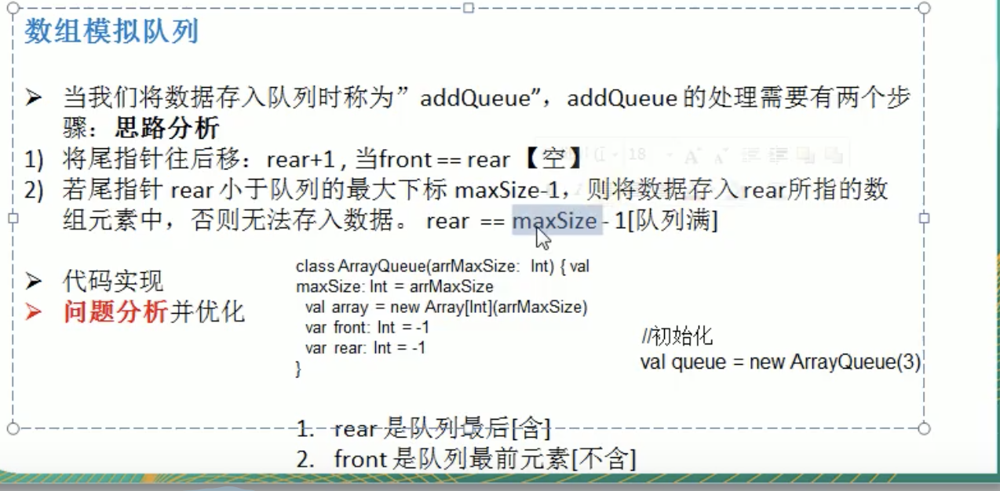 数组模拟队列
➢ 当我们将数据存入队列时称为”addQueue”，addQueue 的处理需要有两个步
骤：思路分析
1) 将尾指针往后移：rear+1 , 当front == rear 【空】
2) 若尾指针 rear 小于队列的最大下标 maxSize-1，则将数据存入rear所指的数
组元素中，否则无法存入数据。 rear == maxSize - 1[队列满]
➢ 代码实现
➢ 问题分析并优化
class ArrayQueue(arrMaxSize: Int) { val
maxSize: Int = arrMaxSize
val array = new Array[Int](arrMaxSize)
var front: Int = -1
var rear: Int = -1
}
//初始化
val queue = new ArrayQueue(3)
1. rear 是队列最后[含]
2. front 是队列最前元素[不含]
18